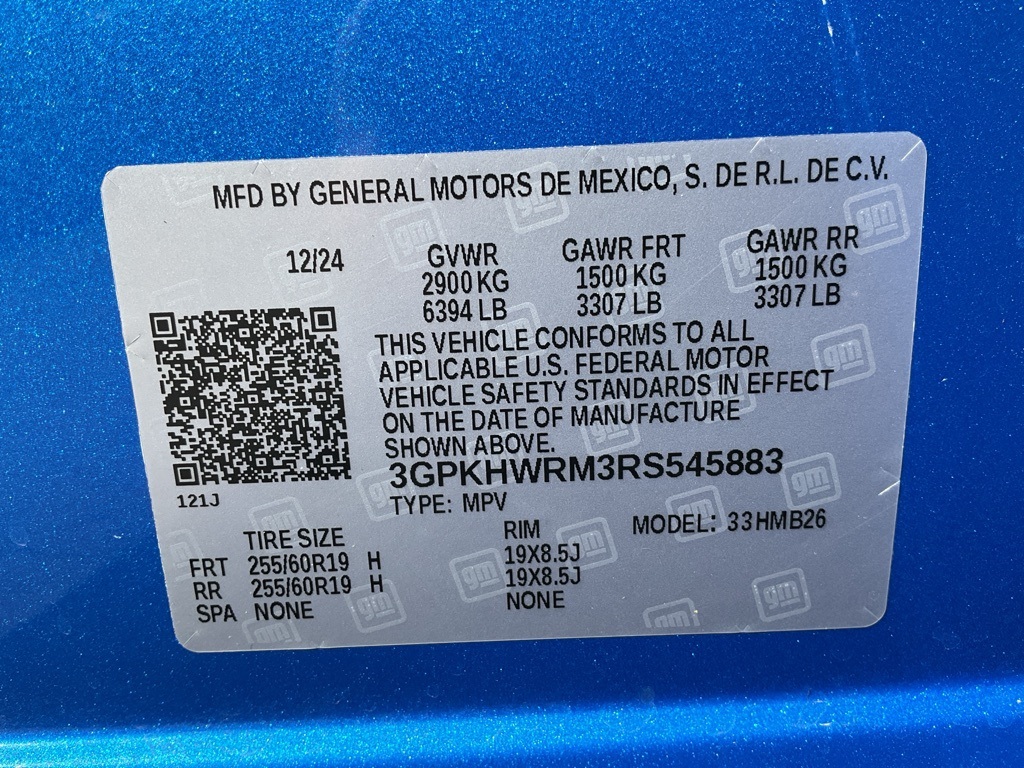 MFD BY GENERAL MOTORS DE MEXICO, S. DE R.L. DE C.V.
12/24 GVWR GAWR FRT GAWR RR
2900 KG 1500 KG 1500 KG
6394 LB 3307 LB 3307 LB
THIS VEHICLE CONFORMS TO ALL
APPLICABLE U.S. FEDERAL MOTOR
VEHICLE SAFETY STANDARDS IN EFFECT
ON THE DATE OF MANUFACTURE
SHOWN ABOVE.
3GPKHWRM3RS545883
121J
TYPE: MPV
TIRE SIZE RIM MODEL: 33HMB26
FRT 255/60R19 H 19X8.5J
RR 255/60R19 H 19X8.5J
SPA NONE NONE